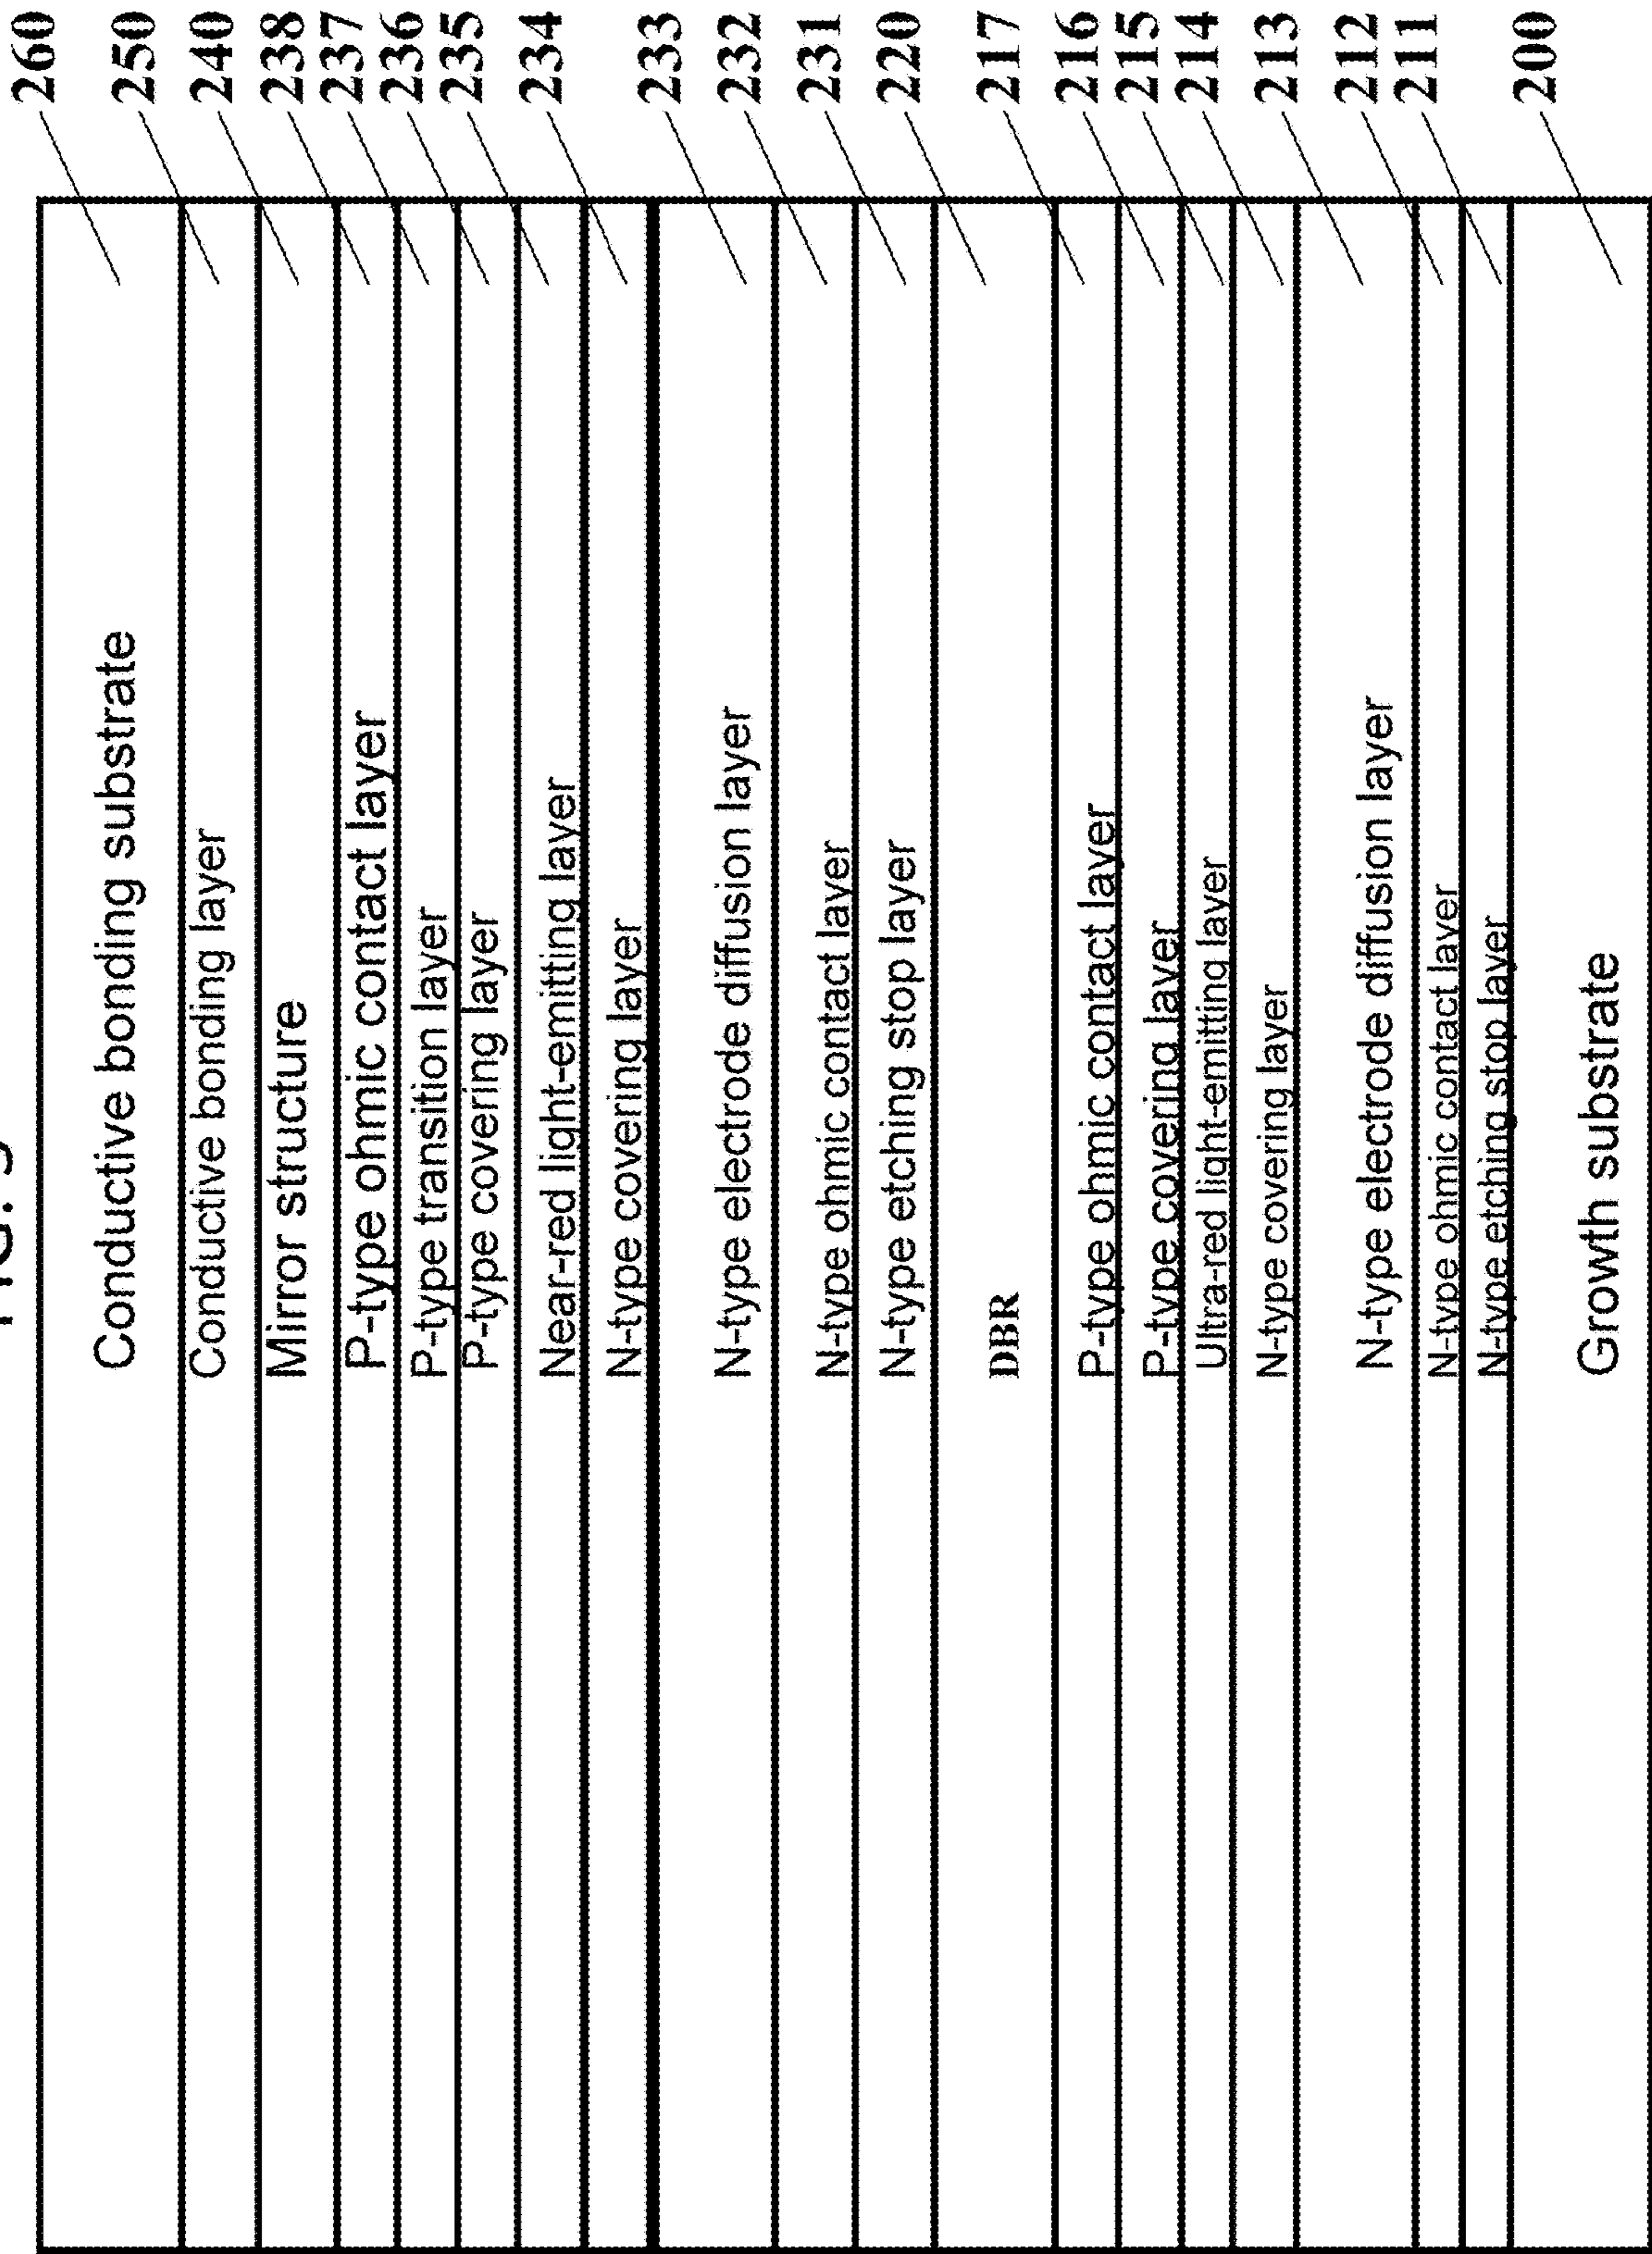 Conductive bonding substrate 260
Conductive bonding layer 250
Mirror structure 240
P-type ohmic contact layer 238
P-type transition layer 237
P-type covering layer 236
Near-red light-emitting layer 235
N-type covering layer 234
N-type electrode diffusion layer 233
N-type ohmic contact layer 232
N-type etching stop layer 231
DBR 220
P-type ohmic contact layer 217
P-type covering layer 216
Ultra-red light-emitting layer 215
N-type covering layer 214
N-type electrode diffusion layer 213
N-type ohmic contact layer 212
N-type etching stop layer 211
Growth substrate 200